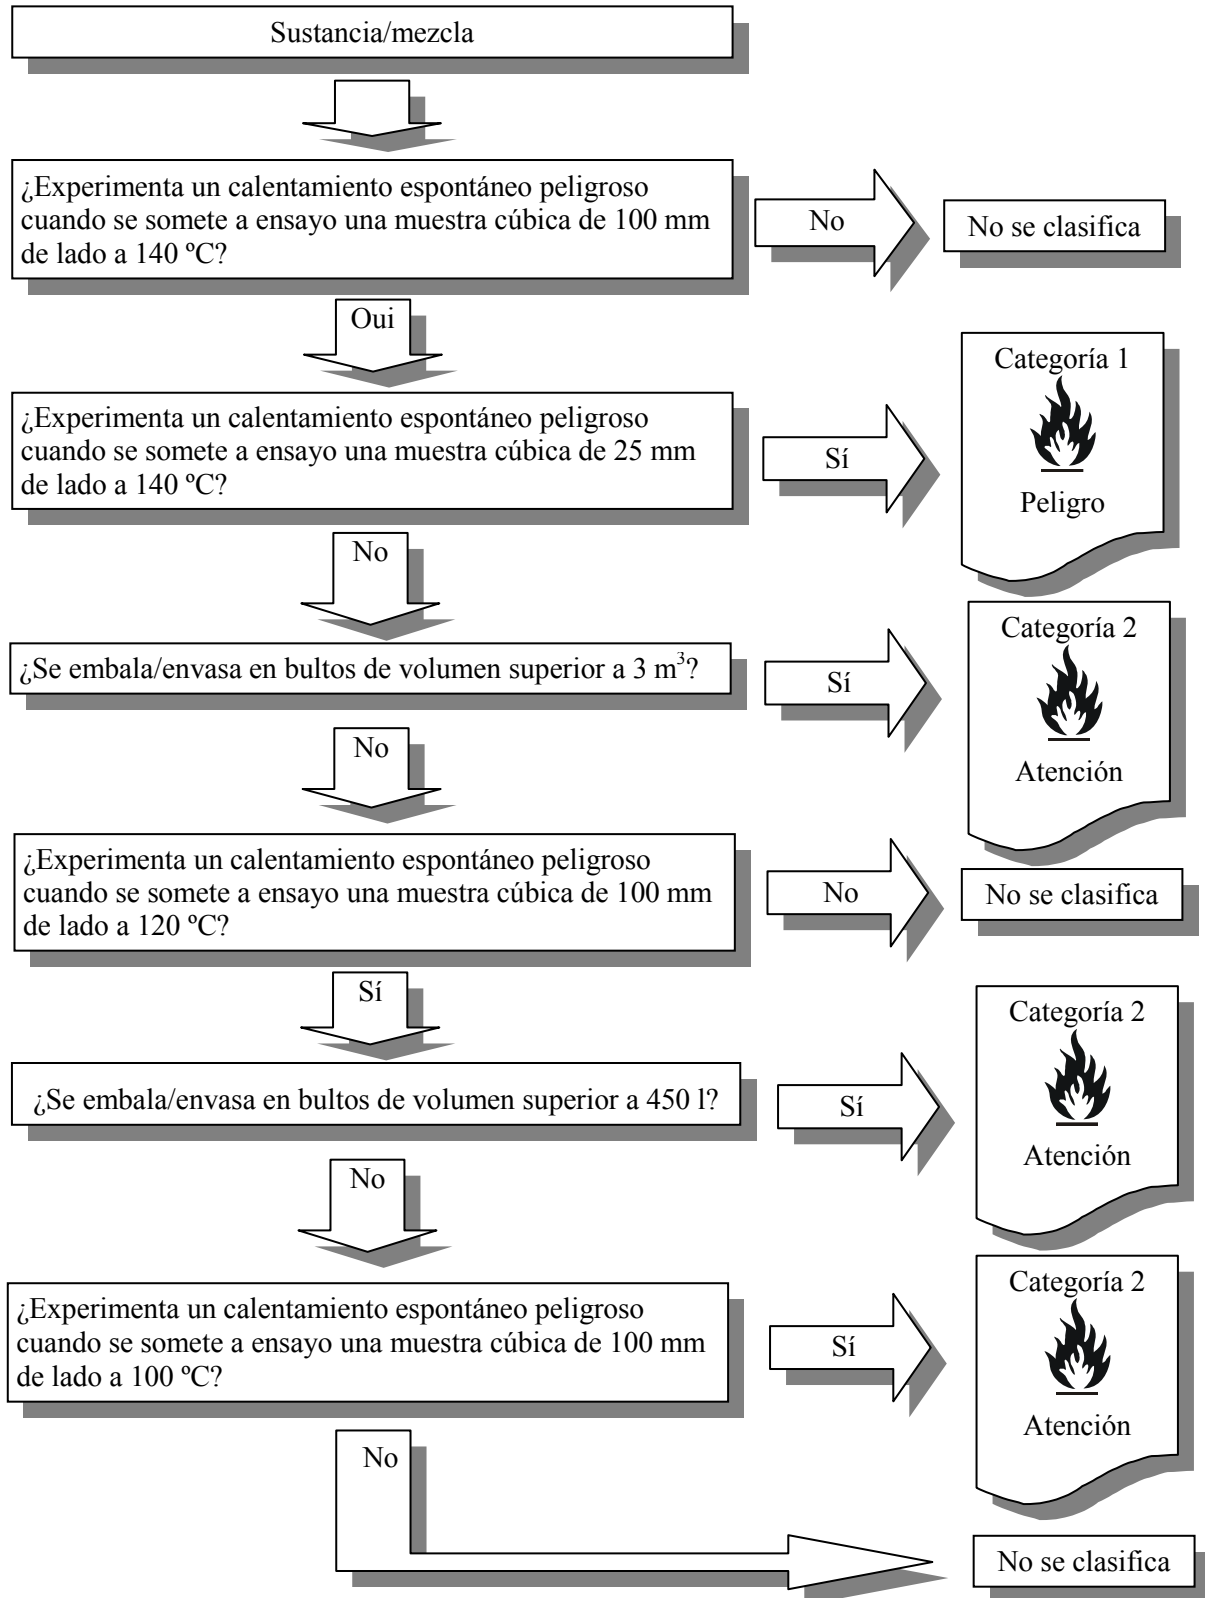 Sustancia/mezcla
¿Experimenta un calentamiento espontáneo peligroso
cuando se somete a ensayo una muestra cúbica de 100 mm
de lado a 140 ºC?
No
No se clasifica
Oui
¿Experimenta un calentamiento espontáneo peligroso
cuando se somete a ensayo una muestra cúbica de 25 mm
de lado a 140 ºC?
Sí
Categoría 1
Peligro
No
¿Se embala/envasa en bultos de volumen superior a 3 m³?
Sí
Categoría 2
Atención
No
¿Experimenta un calentamiento espontáneo peligroso
cuando se somete a ensayo una muestra cúbica de 100 mm
de lado a 120 ºC?
No
No se clasifica
Sí
¿Se embala/envasa en bultos de volumen superior a 450 l?
Sí
Categoría 2
Atención
No
¿Experimenta un calentamiento espontáneo peligroso
cuando se somete a ensayo una muestra cúbica de 100 mm
de lado a 100 ºC?
Sí
Categoría 2
Atención
No
No se clasifica